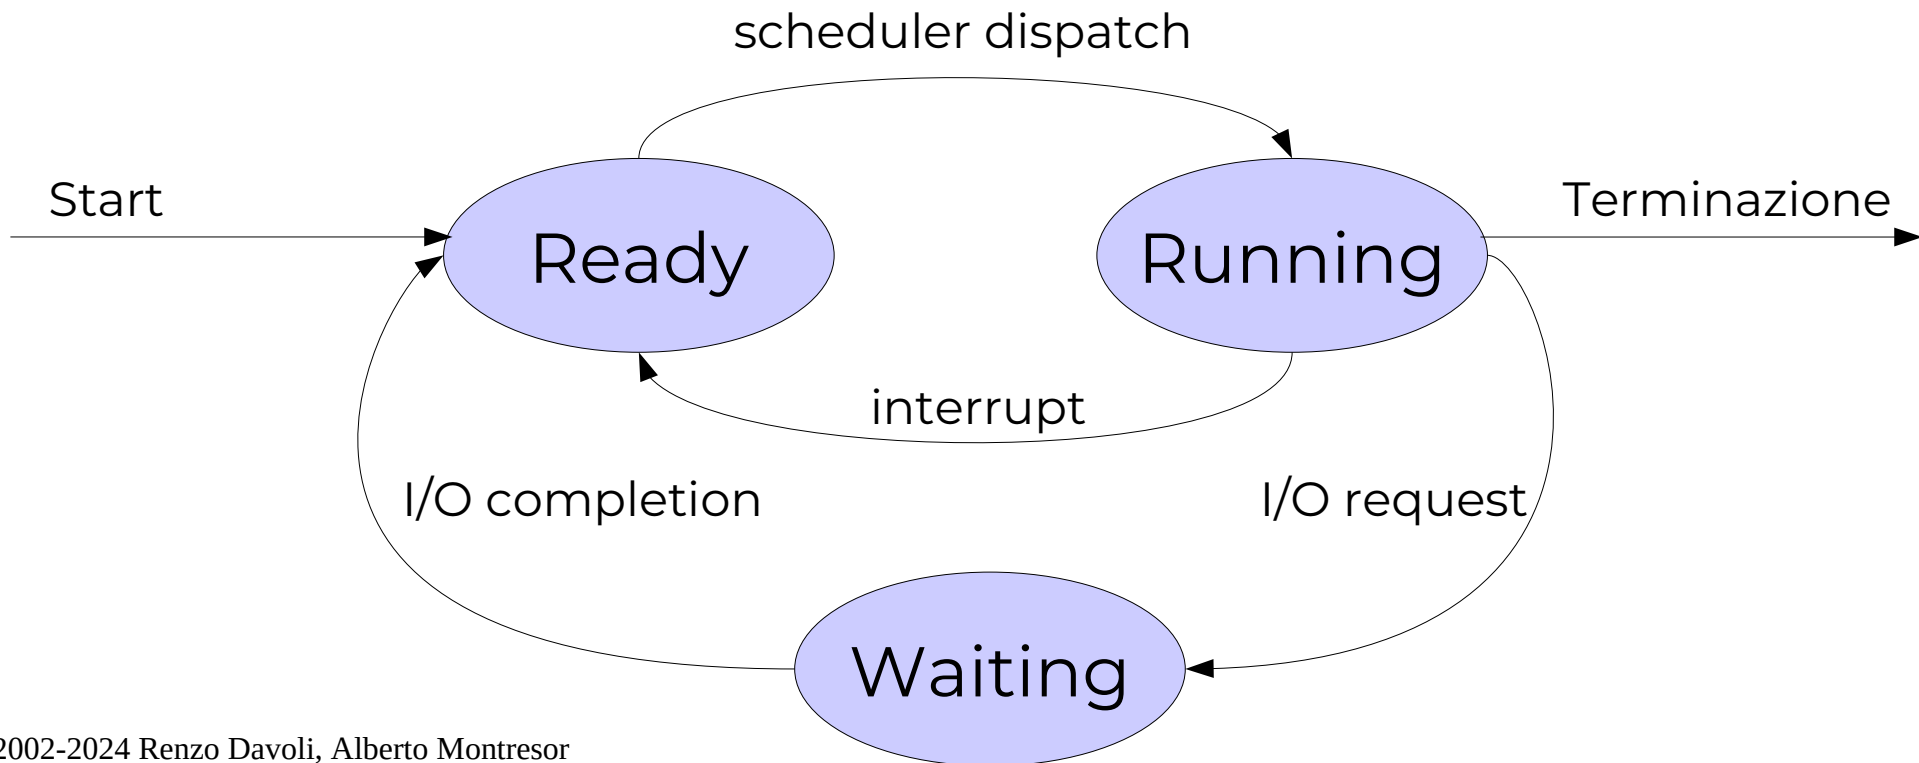 scheduler dispatch
Start
Terminazione
Ready
Running
interrupt
I/O completion
I/O request
Waiting
2002-2024 Renzo Davoli, Alberto Montresor